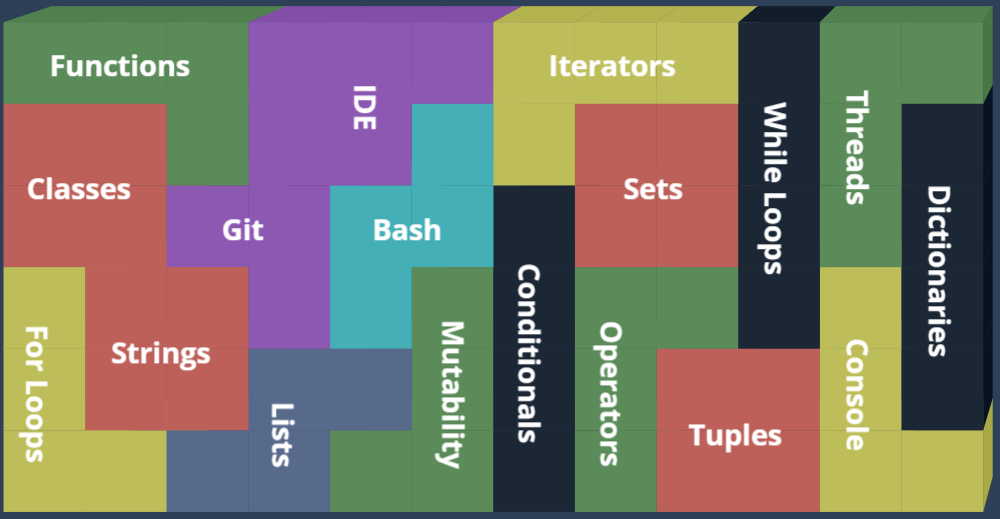 Functions
IDE
Iterators
While Loops
Threads
Classes
Git
Bash
Sets
Dictionaries
For Loops
Strings
Lists
Mutability
Conditionals
Operators
Tuples
Console